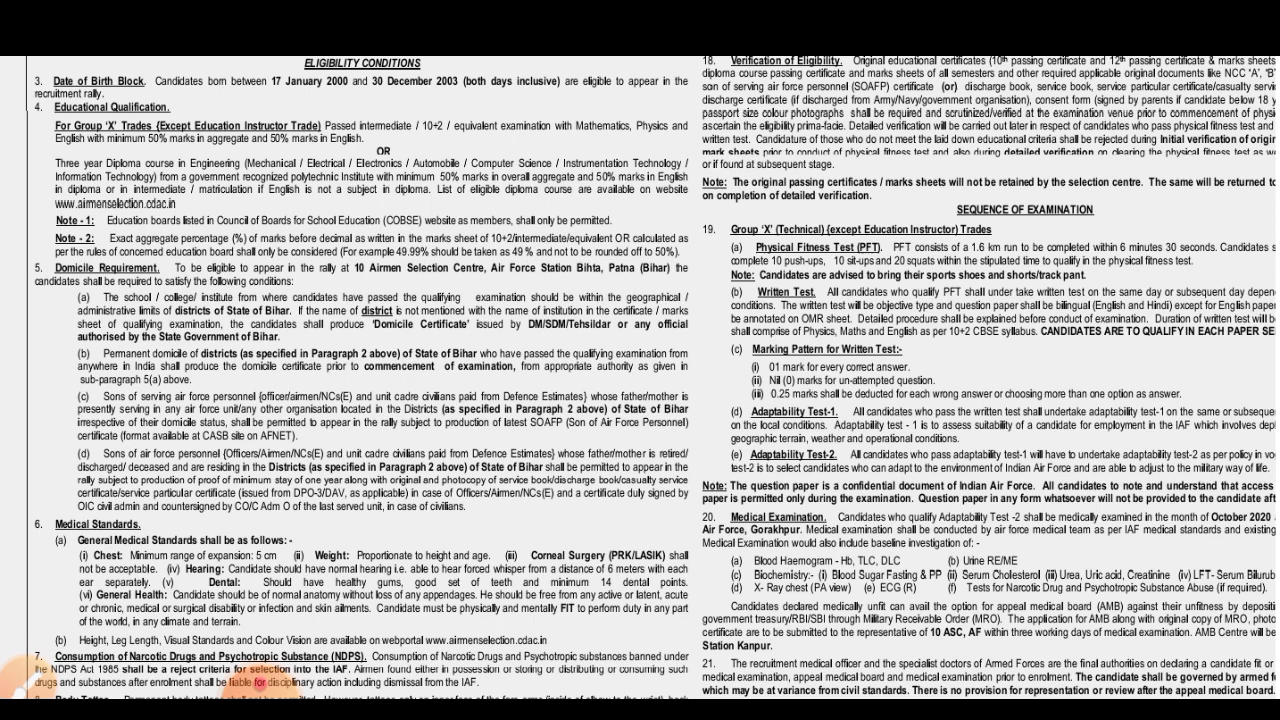 ELIGIBILITY CONDITIONS
3. Date of Birth Block. Candidates born between 17 January 2000 and 30 December 2003 (both days inclusive) are eligible to appear in the
recruitment rally.
4. Educational Qualification.
For Group 'X' Trades {Except Education Instructor Trade) Passed intermediate / 10+2 / equivalent examination with Mathematics, Physics and
English with minimum 50% marks in aggregate and 50% marks in English.
OR
Three year Diploma course in Engineering (Mechanical / Electrical / Electronics / Automobile / Computer Science / Instrumentation Technology /
Information Technology) from a government recognized polytechnic Institute with minimum 50% marks in overall aggregate and 50% marks in English
in diploma or in intermediate / matriculation if English is not a subject in diploma. List of eligible diploma course are available on website
www.airmenselection.cdac.in
Note - 1: Education boards listed in Council of Boards for School Education (COBSE) website as members, shall only be permitted.
Note - 2: Exact aggregate percentage (%) of marks before decimal as written in the marks sheet of 10+2/intermediate/equivalent OR calculated as
per the rules of concerned education board shall only be considered (For example 49.99% should be taken as 49 % and not to be rounded off to 50%).
5. Domicile Requirement. To be eligible to appear in the rally at 10 Airmen Selection Centre, Air Force Station Bihta, Patna (Bihar) the
candidates shall be required to satisfy the following conditions:
(a) The school / college/ institute from where candidates have passed the qualifying examination should be within the geographical /
administrative limits of districts of State of Bihar. If the name of district is not mentioned with the name of institution in the certificate / marks
sheet of qualifying examination, the candidates shall produce 'Domicile Certificate' issued by DM/SDM/Tehsildar or any official
authorised by the State Government of Bihar.
(b) Permanent domicile of districts (as specified in Paragraph 2 above) of State of Bihar who have passed the qualifying examination from
anywhere in India shall produce the domicile certificate prior to commencement of examination, from appropriate authority as given in
sub-paragraph 5(a) above.
(c) Sons of serving air force personnel {officer/airmen/NCs(E) and unit cadre civilians paid from Defence Estimates} whose father/mother is
presently serving in any air force unit/any other organisation located in the Districts (as specified in Paragraph 2 above) of State of Bihar
irrespective of their domicile status, shall be permitted to appear in the rally subject to production of latest SOAFP (Son of Air Force Personnel)
certificate (format available at CASB site on AFNET).
(d) Sons of air force personnel {Officers/Airmen/NCs(E) and unit cadre civilians paid from Defence Estimates} whose father/mother is retired/
discharged/ deceased and are residing in the Districts (as specified in Paragraph 2 above) of State of Bihar shall be permitted to appear in the
rally subject to production of proof of minimum stay of one year along with original and photocopy of service book/discharge book/casualty service
certificate/service particular certificate (issued from DPO-3/DAV, as applicable) in case of Officers/Airmen/NCs(E) and a certificate duly signed by
OIC civil admin and countersigned by CO/C Adm O of the last served unit, in case of civilians.
6. Medical Standards.
(a) General Medical Standards shall be as follows: -
(i) Chest: Minimum range of expansion: 5 cm (ii) Weight: Proportionate to height and age. (iii) Corneal Surgery (PRK/LASIK) shall
not be acceptable. (iv) Hearing: Candidate should have normal hearing i.e. able to hear forced whisper from a distance of 6 meters with each
ear separately. (v) Dental: Should have healthy gums, good set of teeth and minimum 14 dental points.
(vi) General Health: Candidate should be of normal anatomy without loss of any appendages. He should be free from any active or latent, acute
or chronic, medical or surgical disability or infection and skin ailments. Candidate must be physically and mentally FIT to perform duty in any part
of the world, in any climate and terrain.
(b) Height, Leg Length, Visual Standards and Colour Vision are available on webportal www.airmenselection.cdac.in
7. Consumption of Narcotic Drugs and Psychotropic Substance (NDPS). Consumption of Narcotic Drugs and Psychotropic substances banned under
the NDPS Act 1985 shall be a reject criteria for selection into the IAF. Airmen found either in possession or storing or distributing or consuming such
drugs and substances after enrolment shall be liable for disciplinary action including dismissal from the IAF.
18. Verification of Eligibility. Original educational certificates (10th passing certificate and 12th passing certificate & marks sheets
diploma course passing certificate and marks sheets of all semesters and other required applicable original documents like NCC 'A', 'B'
son of serving air force personnel (SOAFP) certificate (or) discharge book, service book, service particular certificate/casualty servic
discharge certificate (if discharged from Army/Navy/government organisation), consent form (signed by parents if candidate below 18 y
passport size colour photographs shall be required and scrutinized/verified at the examination venue prior to commencement of physi
ascertain the eligibility prima-facie. Detailed verification will be carried out later in respect of candidates who pass physical fitness test and
written test. Candidature of those who do not meet the laid down educational criteria shall be rejected during Initial verification of origin
mark sheets prior to conduct of physical fitness test and also during detailed verification on clearing the physical fitness test as w
or if found at subsequent stage.
Note: The original passing certificates / marks sheets will not be retained by the selection centre. The same will be returned to
on completion of detailed verification.
SEQUENCE OF EXAMINATION
19. Group 'X' (Technical) {except Education Instructor) Trades
(a) Physical Fitness Test (PFT). PFT consists of a 1.6 km run to be completed within 6 minutes 30 seconds. Candidates s
complete 10 push-ups, 10 sit-ups and 20 squats within the stipulated time to qualify in the physical fitness test.
Note: Candidates are advised to bring their sports shoes and shorts/track pant.
(b) Written Test. All candidates who qualify PFT shall under take written test on the same day or subsequent day depen
conditions. The written test will be objective type and question paper shall be bilingual (English and Hindi) except for English paper
be annotated on OMR sheet. Detailed procedure shall be explained before conduct of examination. Duration of written test will be
shall comprise of Physics, Maths and English as per 10+2 CBSE syllabus. CANDIDATES ARE TO QUALIFY IN EACH PAPER SE
(c) Marking Pattern for Written Test:-
(i) 01 mark for every correct answer.
(ii) Nil (0) marks for un-attempted question.
(iii) 0.25 marks shall be deducted for each wrong answer or choosing more than one option as answer.
(d) Adaptability Test-1. All candidates who pass the written test shall undertake adaptability test-1 on the same or subseque
on the local conditions. Adaptability test - 1 is to assess suitability of a candidate for employment in the IAF which involves depl
geographic terrain, weather and operational conditions.
(e) Adaptability Test-2. All candidates who pass adaptability test-1 will have to undertake adaptability test-2 as per policy in vo
test-2 is to select candidates who can adapt to the environment of Indian Air Force and are able to adjust to the military way of life.
Note: The question paper is a confidential document of Indian Air Force. All candidates to note and understand that access
paper is permitted only during the examination. Question paper in any form whatsoever will not be provided to the candidate aft
20. Medical Examination. Candidates who qualify Adaptability Test -2 shall be medically examined in the month of October 2020
Air Force, Gorakhpur. Medical examination shall be conducted by air force medical team as per IAF medical standards and existing
Medical Examination would also include baseline investigation of: -
(a) Blood Haemogram - Hb, TLC, DLC (b) Urine RE/ME
(c) Biochemistry:- (i) Blood Sugar Fasting & PP (ii) Serum Cholesterol (iii) Urea, Uric acid, Creatinine (iv) LFT- Serum Bilurub
(d) X- Ray chest (PA view) (e) ECG (R) (f) Tests for Narcotic Drug and Psychotropic Substance Abuse (if required).
Candidates declared medically unfit can avail the option for appeal medical board (AMB) against their unfitness by depositi
government treasury/RBI/SBI through Military Receivable Order (MRO). The application for AMB along with original copy of MRO, photo
certificate are to be submitted to the representative of 10 ASC, AF within three working days of medical examination. AMB Centre will be
Station Kanpur.
21. The recruitment medical officer and the specialist doctors of Armed Forces are the final authorities on declaring a candidate fit or
medical examination, appeal medical board and medical examination prior to enrolment. The candidate shall be governed by armed f
which may be at variance from civil standards. There is no provision for representation or review after the appeal medical board.